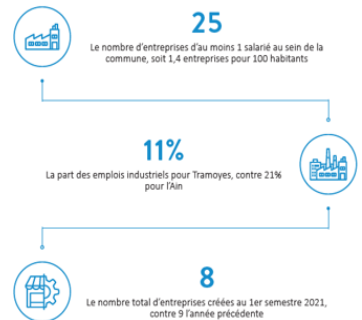 25
Le nombre d'entreprises d'au moins 1 salarié au sein de la
commune, soit 1,4 entreprises pour 100 habitants
11%
La part des emplois industriels pour Tramoyes, contre 21%
pour l'Ain
8
Le nombre total d'entreprises créées au 1er semestre 2021,
contre 9 l'année précédente